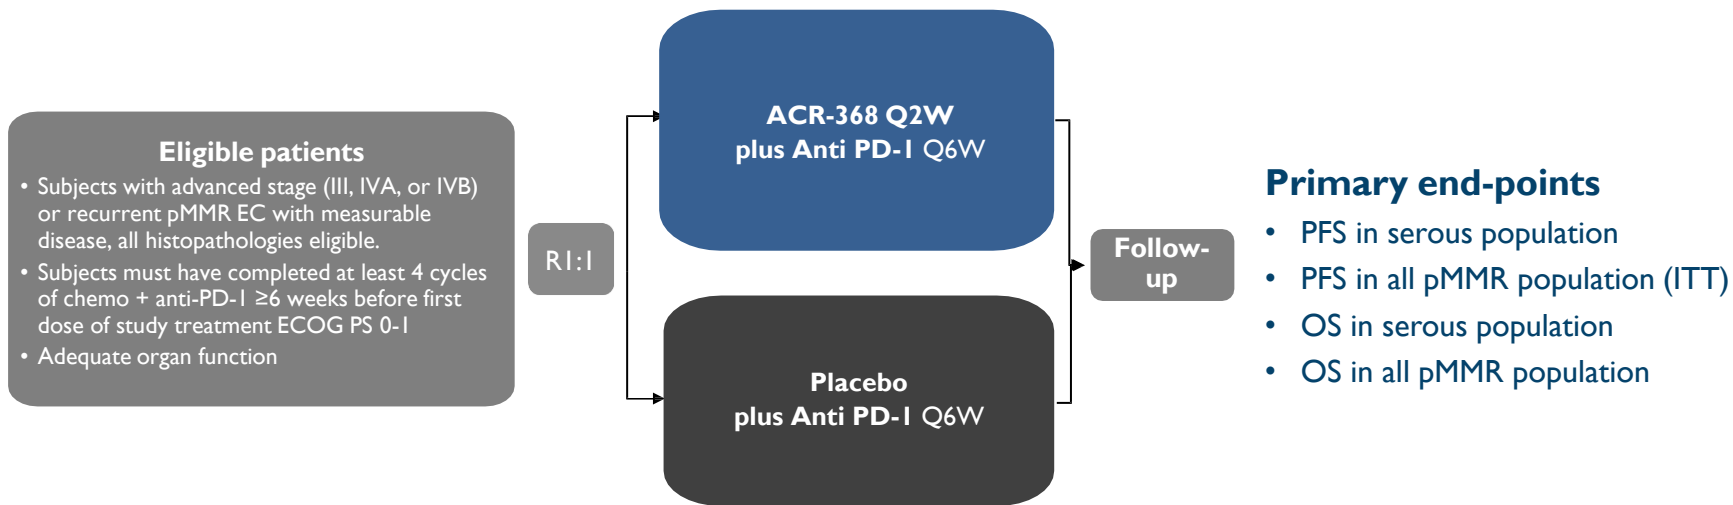 Eligible patients
• Subjects with advanced stage (III, IVA, or IVB)
or recurrent pMMR EC with measurable
disease, all histopathologies eligible.
• Subjects must have completed at least 4 cycles
of chemo + anti-PD-1 ≥6 weeks before first
dose of study treatment ECOG PS 0-1
• Adequate organ function
R1:1
ACR-368 Q2W
plus Anti PD-1 Q6W
Placebo
plus Anti PD-1 Q6W
Follow-
up
Primary end-points
• PFS in serous population
• PFS in all pMMR population (ITT)
• OS in serous population
• OS in all pMMR population